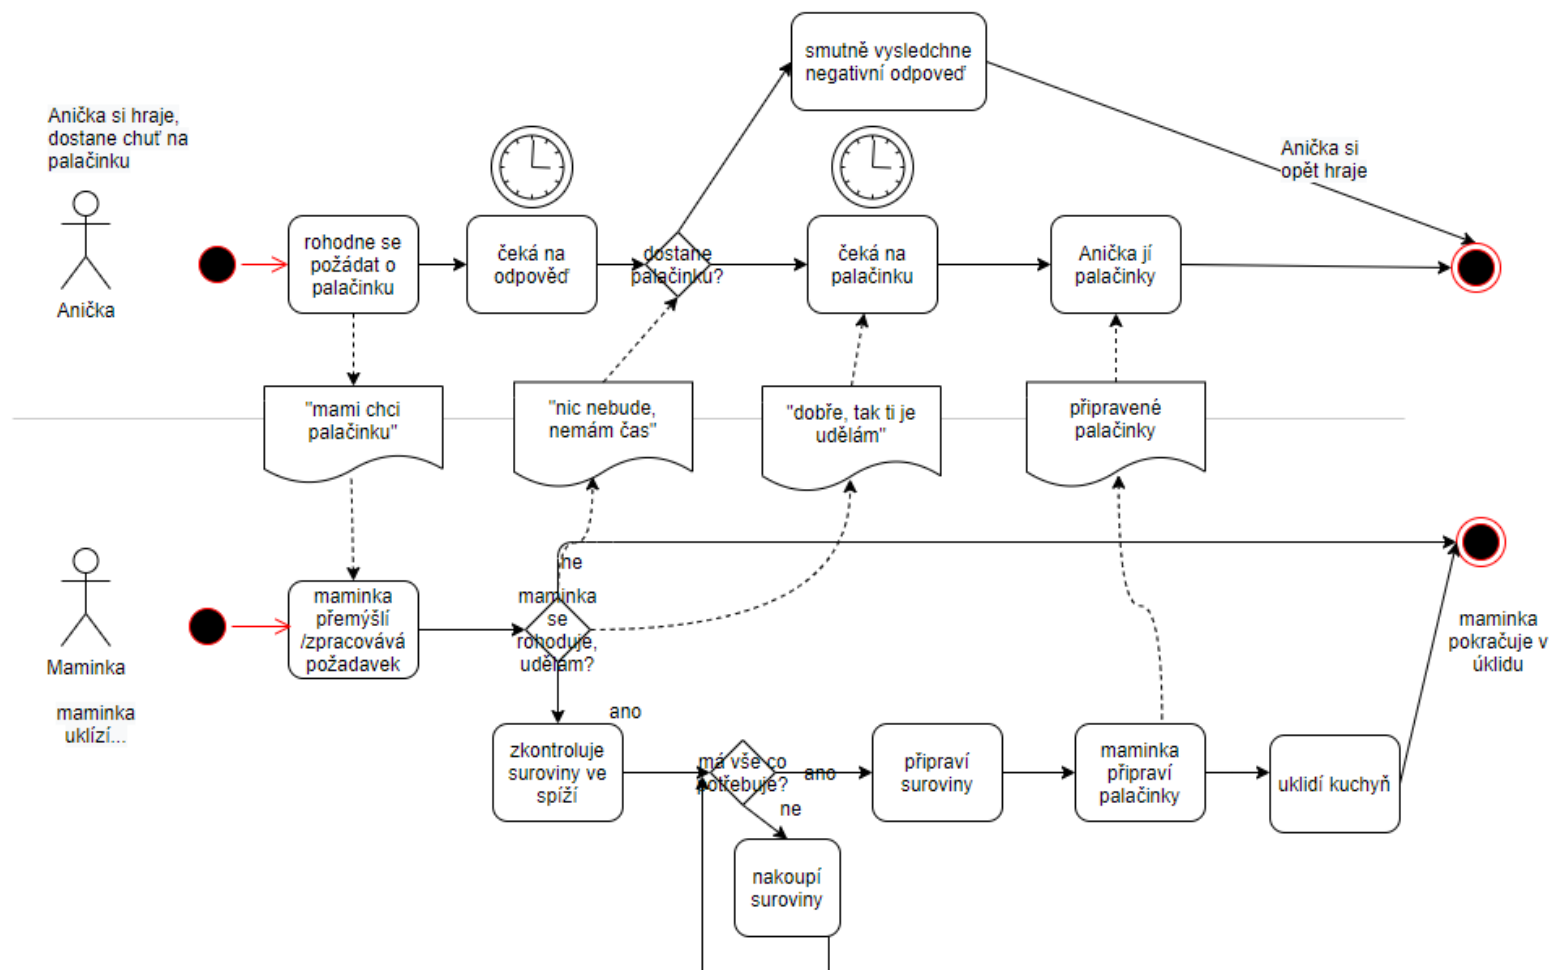 smutně vysledchne
negativní odpoveď
Anička si hraje,
dostane chuť na
palačinku
Anička si
opět hraje
Anička
rohodne se
požádat o
palačinku
čeká na
odpověď
dostane
palačinku?
čeká na
palačinku
Anička jí
palačinky
"mami chci
palačinku"
"nic nebude,
nemám čas"
"dobře, tak ti je
udělám"
připravené
palačinky
Maminka
maminka
uklízí...
maminka
přemýšlí
/zpracovává
požadavek
ne
maminka
se
rohoduje,
udělám?
ano
maminka
pokračuje v
úklidu
zkontroluje
suroviny ve
spíží
má vše co
potřebuje?
ano
ne
připraví
suroviny
maminka
připraví
palačinky
uklidí kuchyň
nakoupí
suroviny